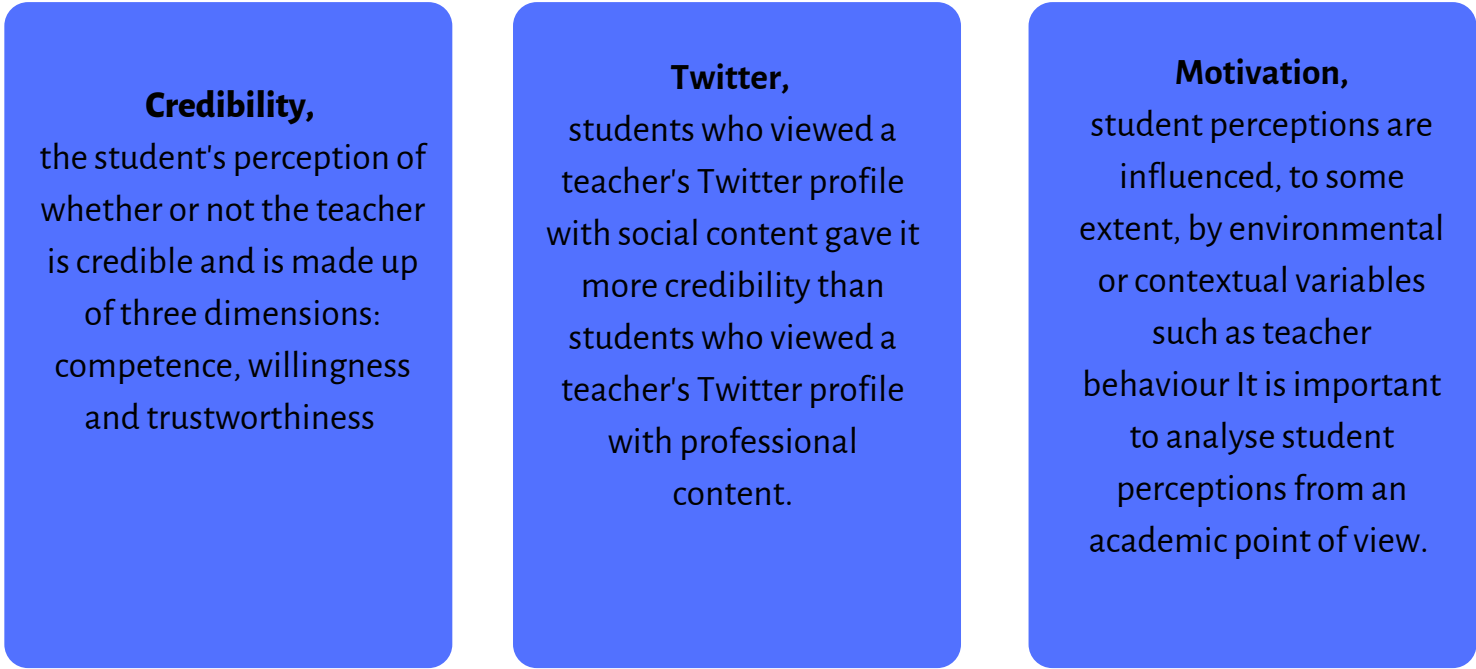 Credibility,
the student's perception of
whether or not the teacher
is credible and is made up
of three dimensions:
competence, willingness
and trustworthiness
Twitter,
students who viewed a
teacher's Twitter profile
with social content gave it
more credibility than
students who viewed a
teacher's Twitter profile
with professional
content.
Motivation,
student perceptions are
influenced, to some
extent, by environmental
or contextual variables
such as teacher
behaviour It is important
to analyse student
perceptions from an
academic point of view.